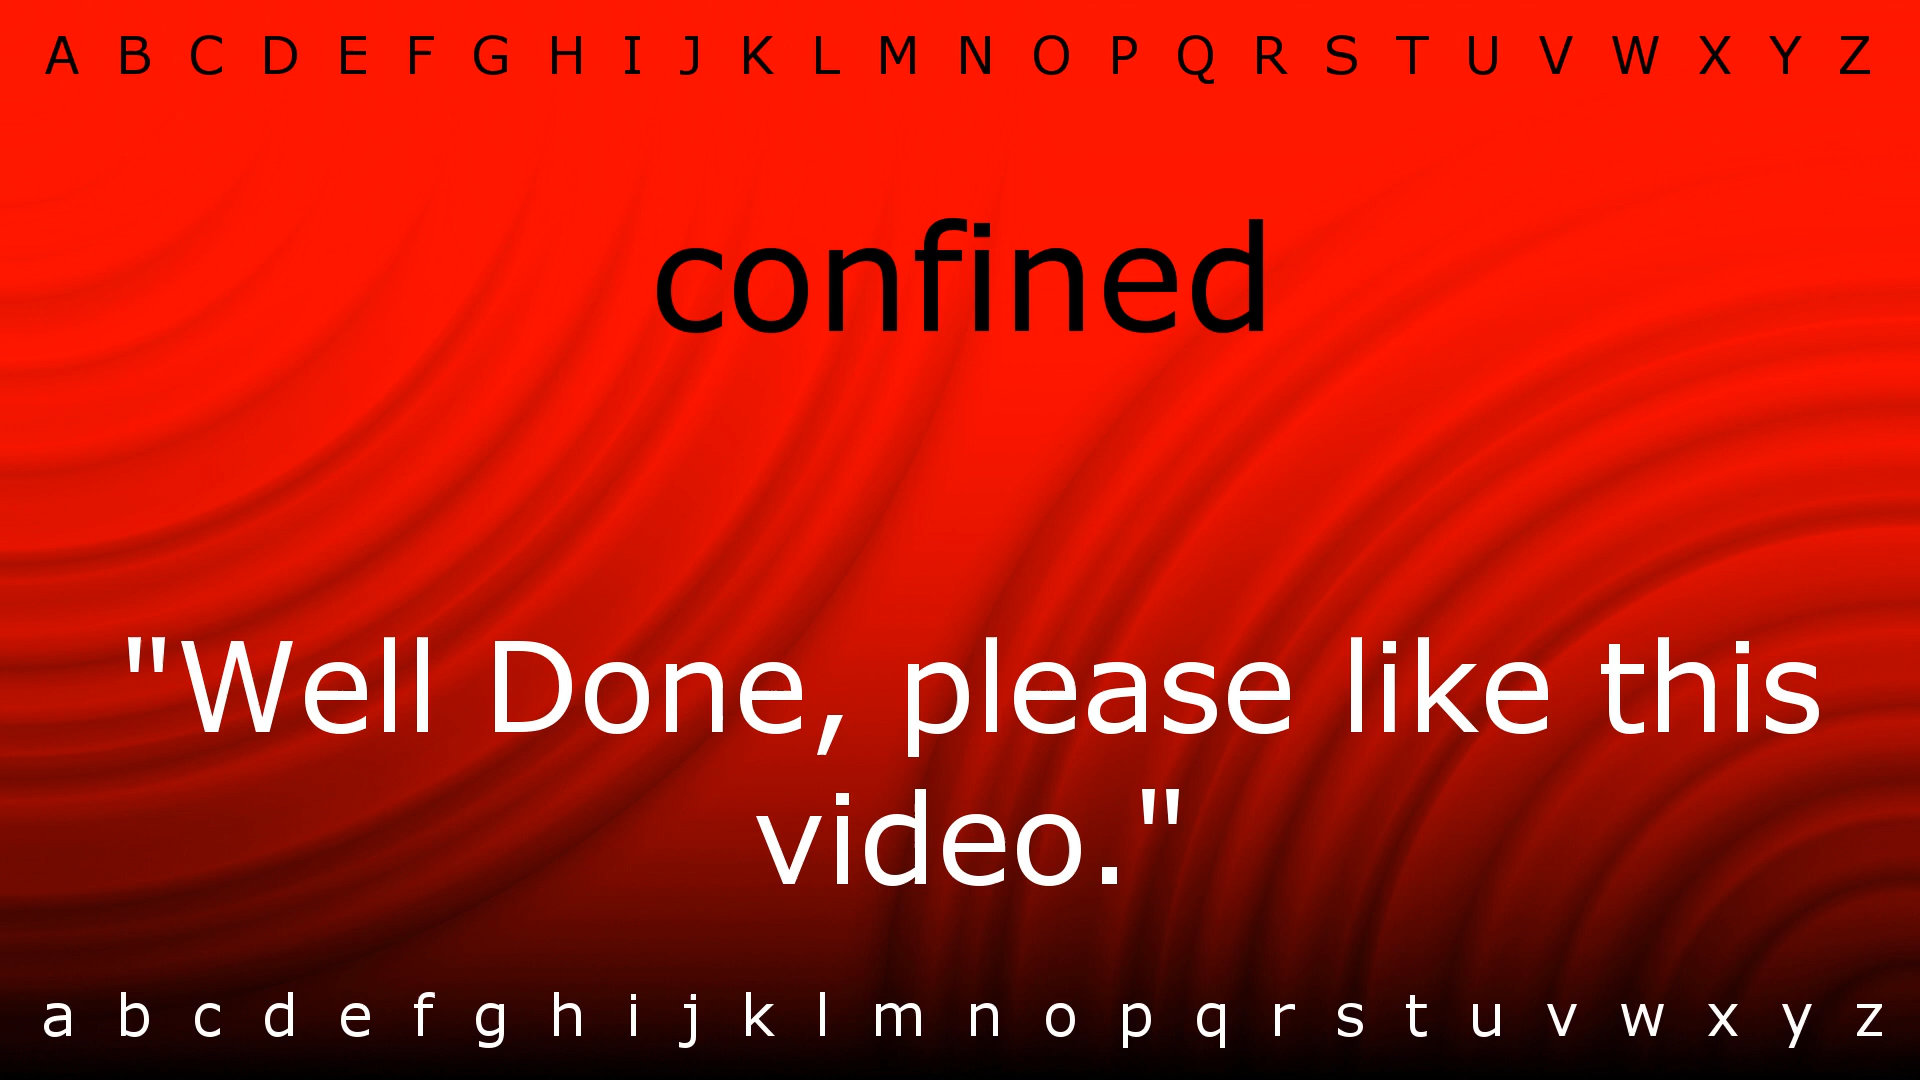 A B C D E F G H I J K L M N O P Q R S T U V W X Y Z
confined
"Well Done, please like this
video."
a b c d e f g h i j k l m n o p q r s t u v w x y z